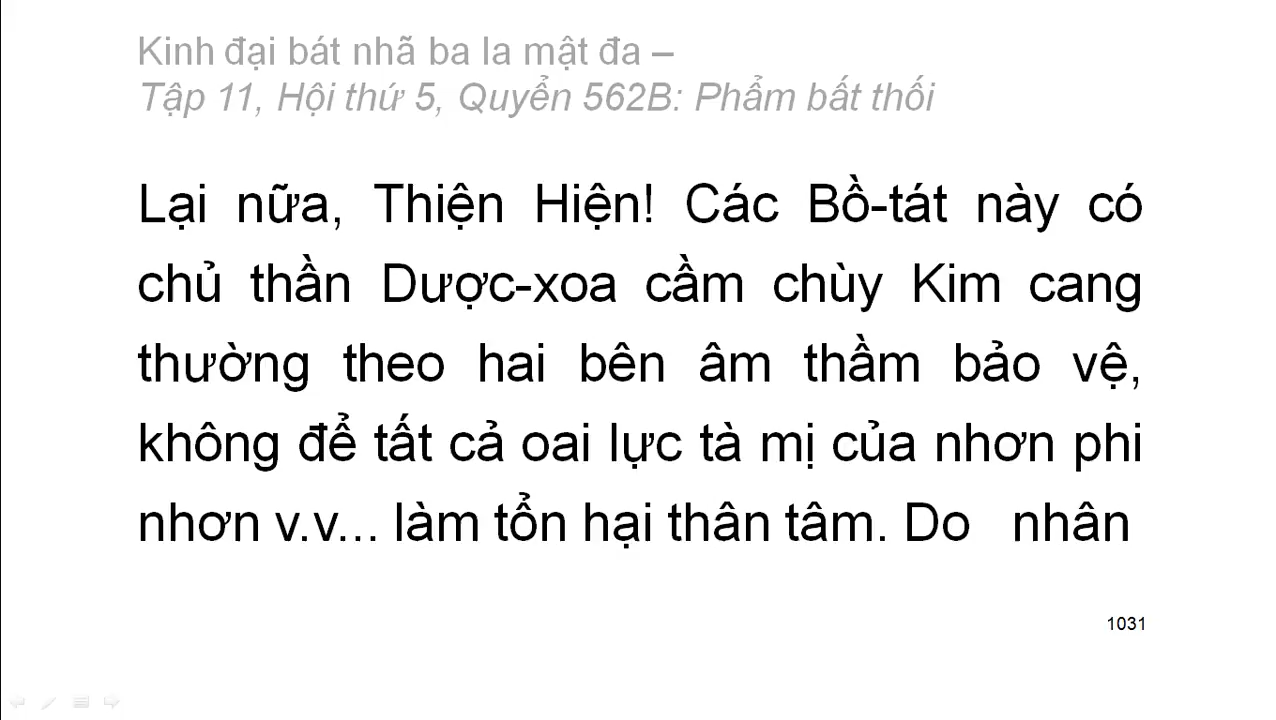 Kinh đại bát nhã ba la mật đa –
Tập 11, Hội thứ 5, Quyển 562B: Phẩm bất thối
Lại nữa, Thiện Hiện! Các Bồ-tát này có
chủ thần Dược-xoa cầm chùy Kim cang
thường theo hai bên âm thầm bảo vệ,
không để tất cả oai lực tà mị của nhơn phi
nhơn v.v... làm tổn hại thân tâm. Do nhân
1031